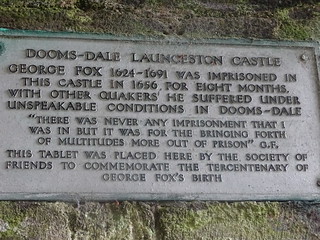 DOOMS-DALE LAUNCESTON CASTLE
GEORGE FOX 1624-1691 WAS IMPRISONED IN
THIS CASTLE IN 1656, FOR EIGHT MONTHS,
WITH OTHER QUAKERS HE SUFFERED UNDER
UNSPEAKABLE CONDITIONS IN DOOMS-DALE
"THERE WAS NEVER ANY IMPRISONMENT THAT I
WAS IN BUT IT WAS FOR THE BRINGING FORTH
OF MULTITUDES MORE OUT OF PRISON" G.F.
THIS TABLET WAS PLACED HERE BY THE SOCIETY OF
FRIENDS TO COMMEMORATE THE TERCENTENARY OF
GEORGE FOX'S BIRTH